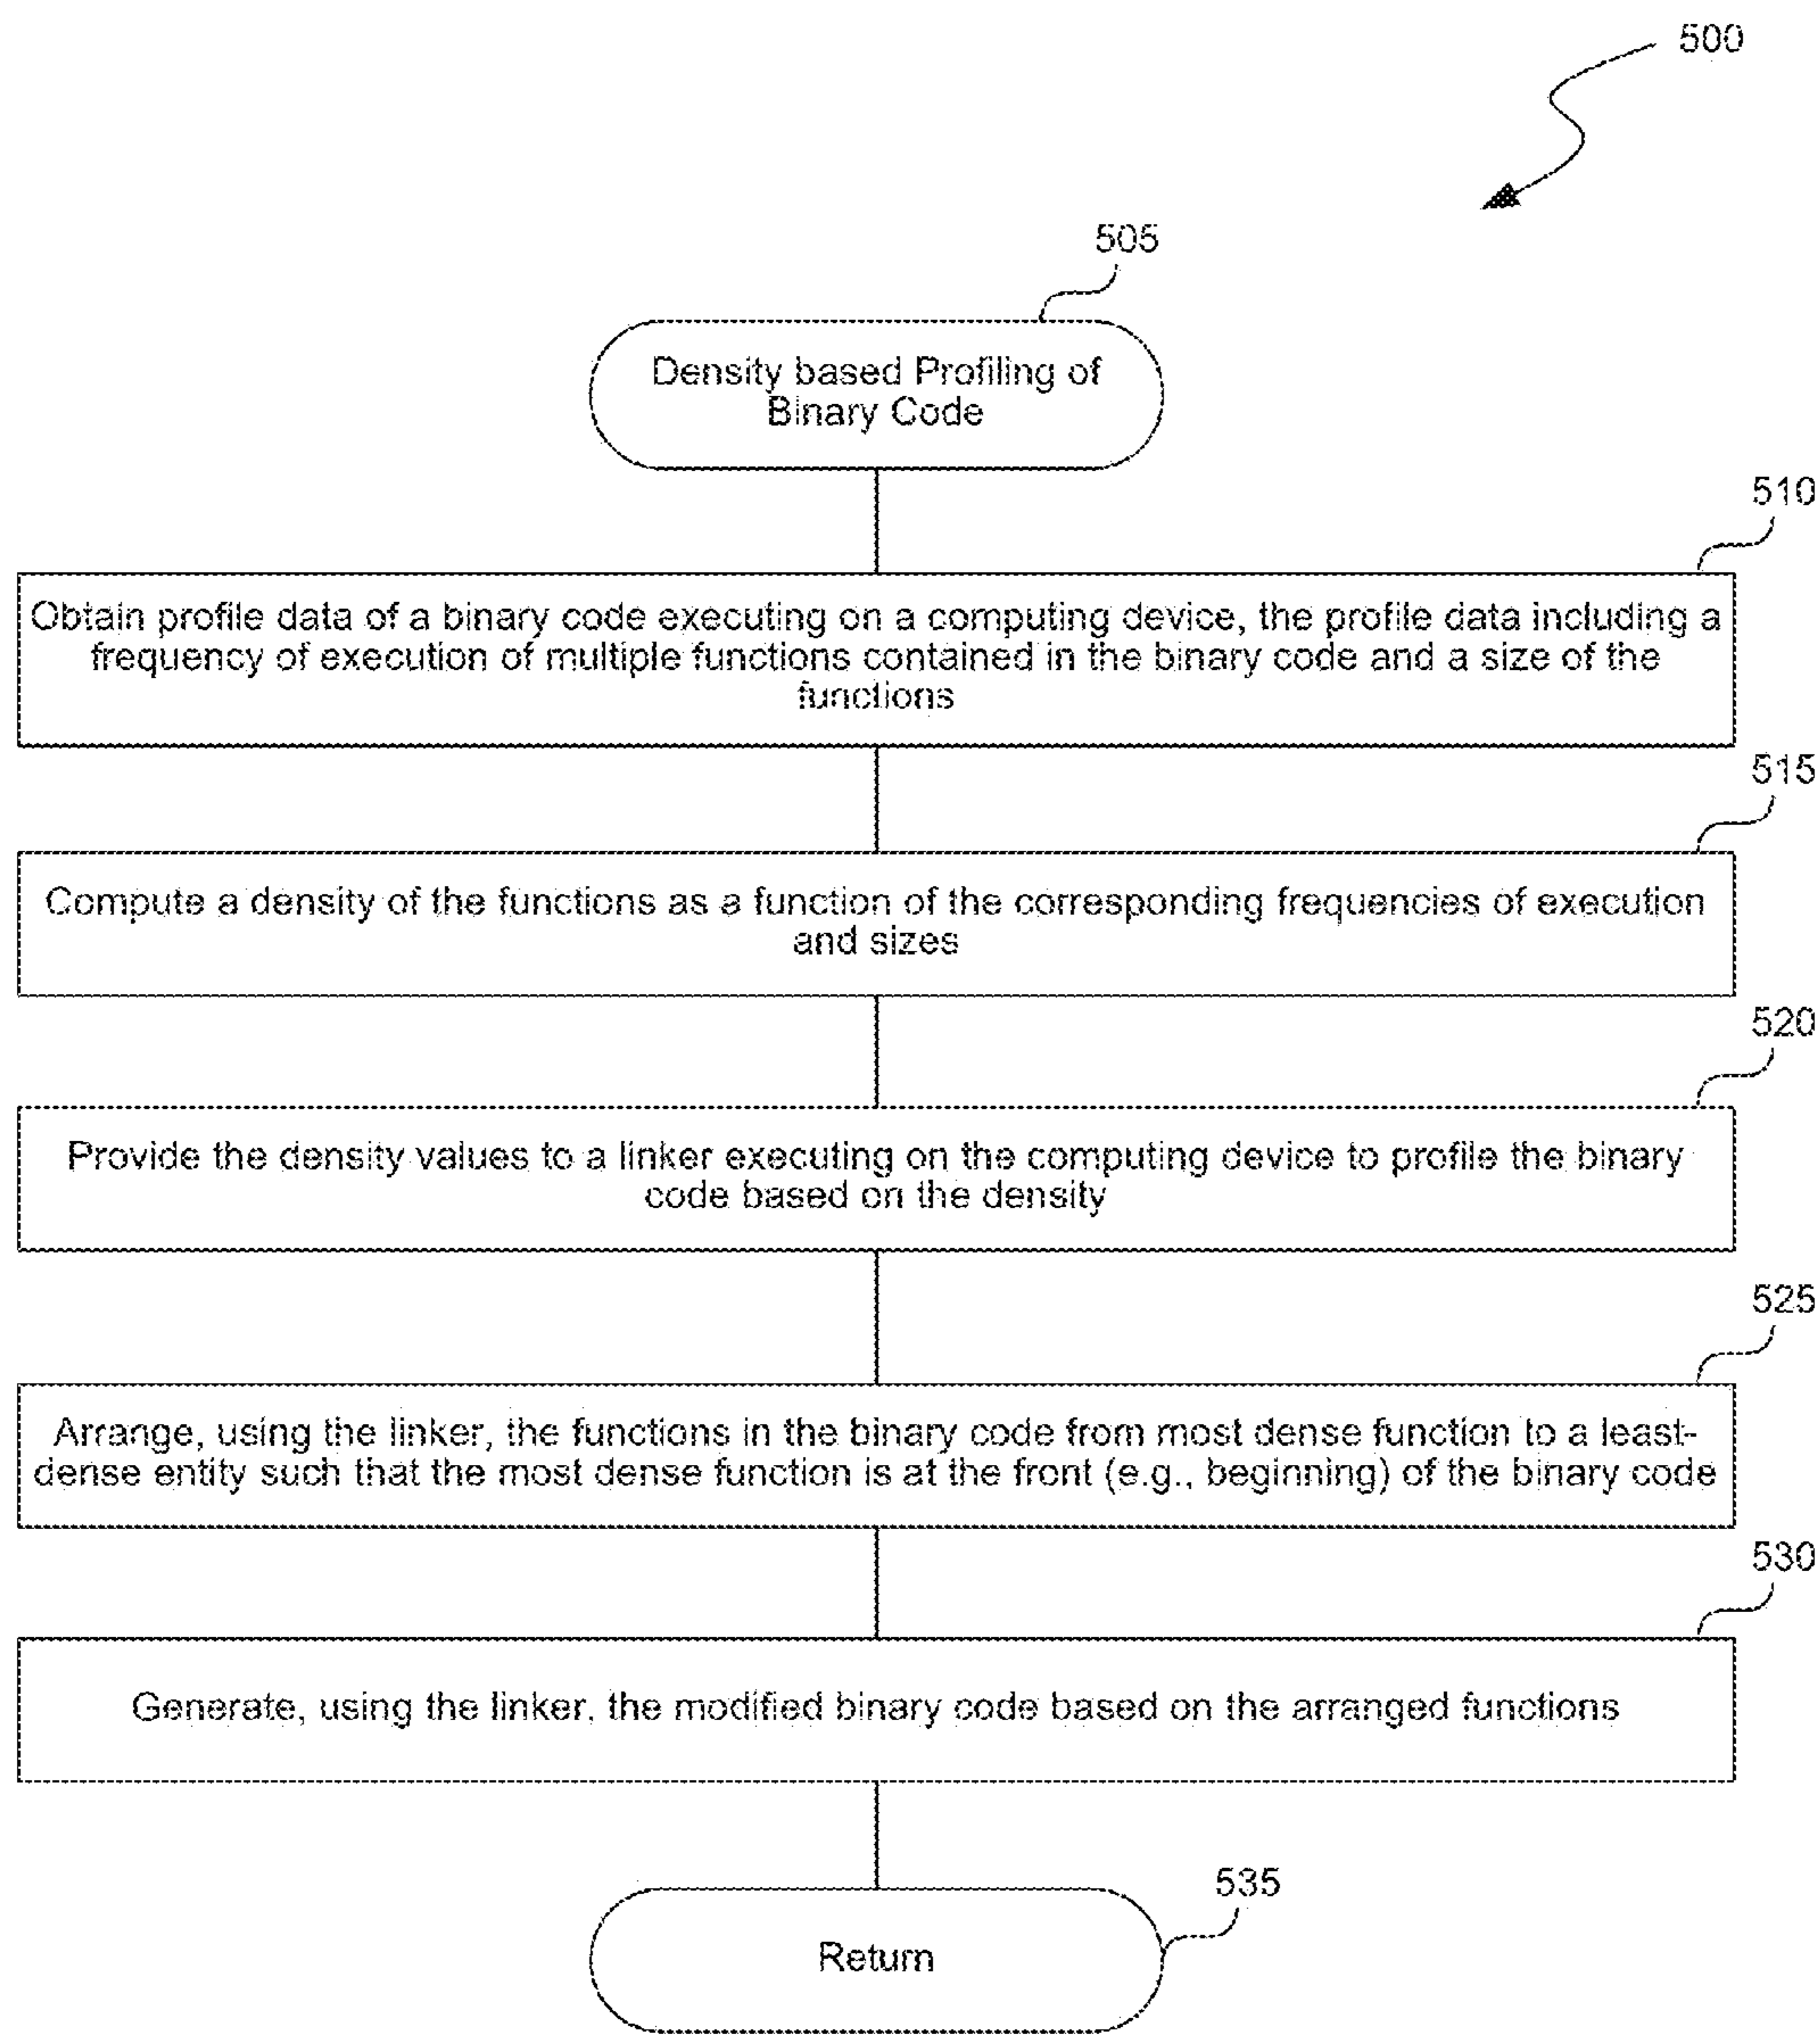 500
505
Density based Profiling of
Binary Code
510
Obtain profile data of a binary code executing on a computing device, the profile data including a
frequency of execution of multiple functions contained in the binary code and a size of the
functions
515
Compute a density of the functions as a function of the corresponding frequencies of execution
and sizes
520
Provide the density values to a linker executing on the computing device to profile the binary
code based on the density
525
Arrange, using the linker, the functions in the binary code from most dense function to a least-
dense entity such that the most dense function is at the front (e.g., beginning) of the binary code
530
Generate, using the linker, the modified binary code based on the arranged functions
535
Return